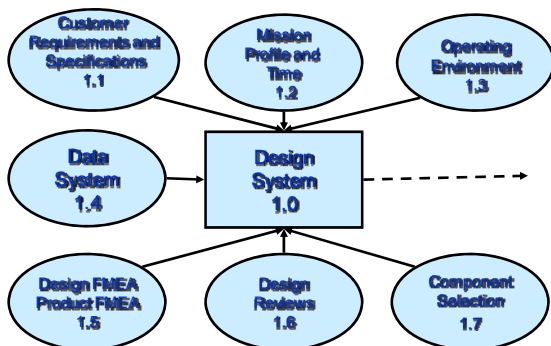 Customer
Requirements and
Specifications
1.1
Mission
Profile and
Time
1.2
Operating
Environment
1.3
Data
System
1.4
Design
System
1.0
Design FMEA
Product FMEA
1.5
Design
Reviews
1.6
Component
Selection
1.7